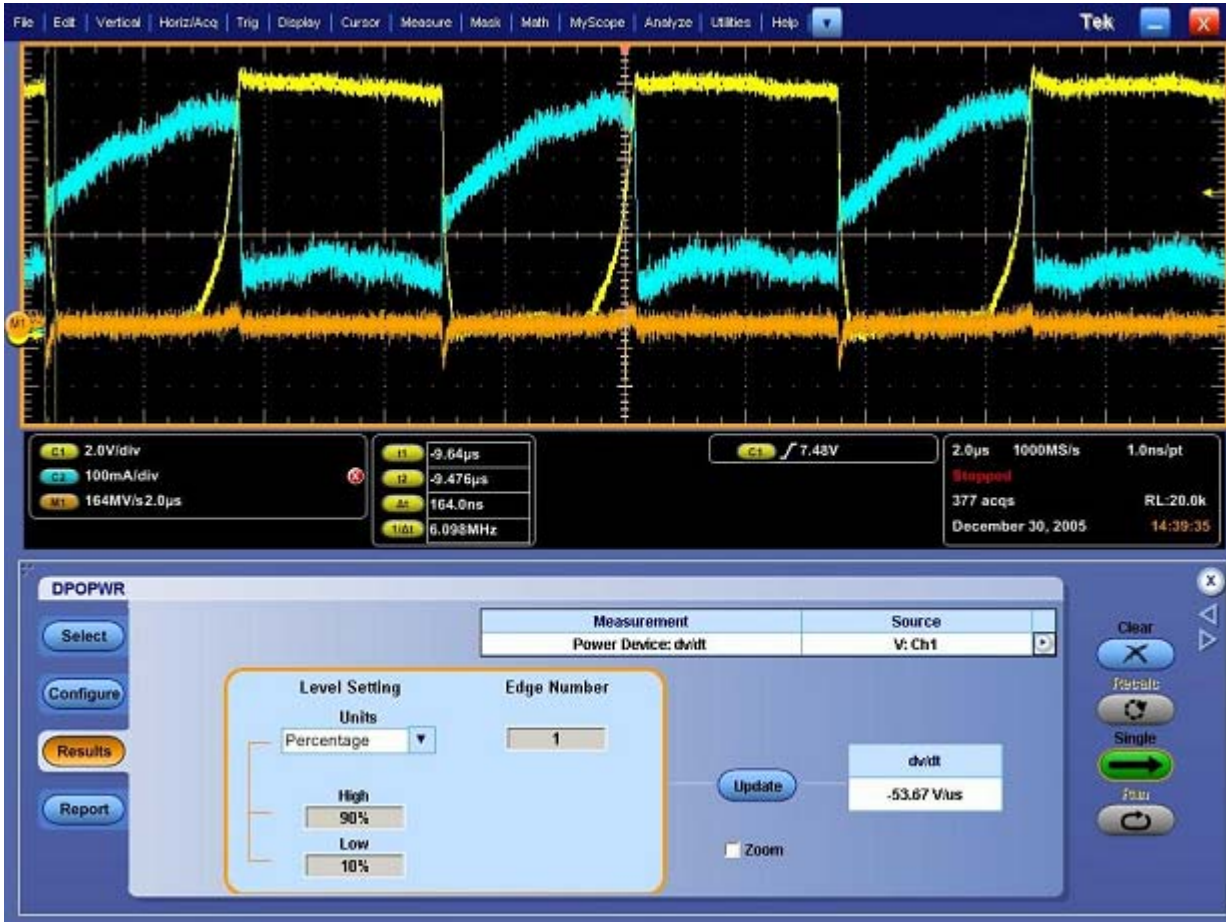 File Edit Vertical Horiz/Acq Trig Display Cursor Measure Mask Math MyScope Analyze Utilities Help Tek X
M1
C1 2.0V/div
C2 100mA/div
M1 164MV/s 2.0µs
t1 -9.64µs
t2 -9.476µs
Δt 164.0ns
1/Δt 6.098MHz
C1 7.48V
2.0µs 1000MS/s 1.0ns/pt
Stopped
377 acqs RL:20.0k
December 30, 2005 14:39:35
DPOPWR
Select
Configure
Results
Report
Measurement Source
Power Device: dv/dt V: Ch1
Level Setting Edge Number
Units
Percentage 1
High
90%
Low
10%
Update
Zoom
dv/dt
-53.67 V/us
X
Clear
Recalc
Single
Run